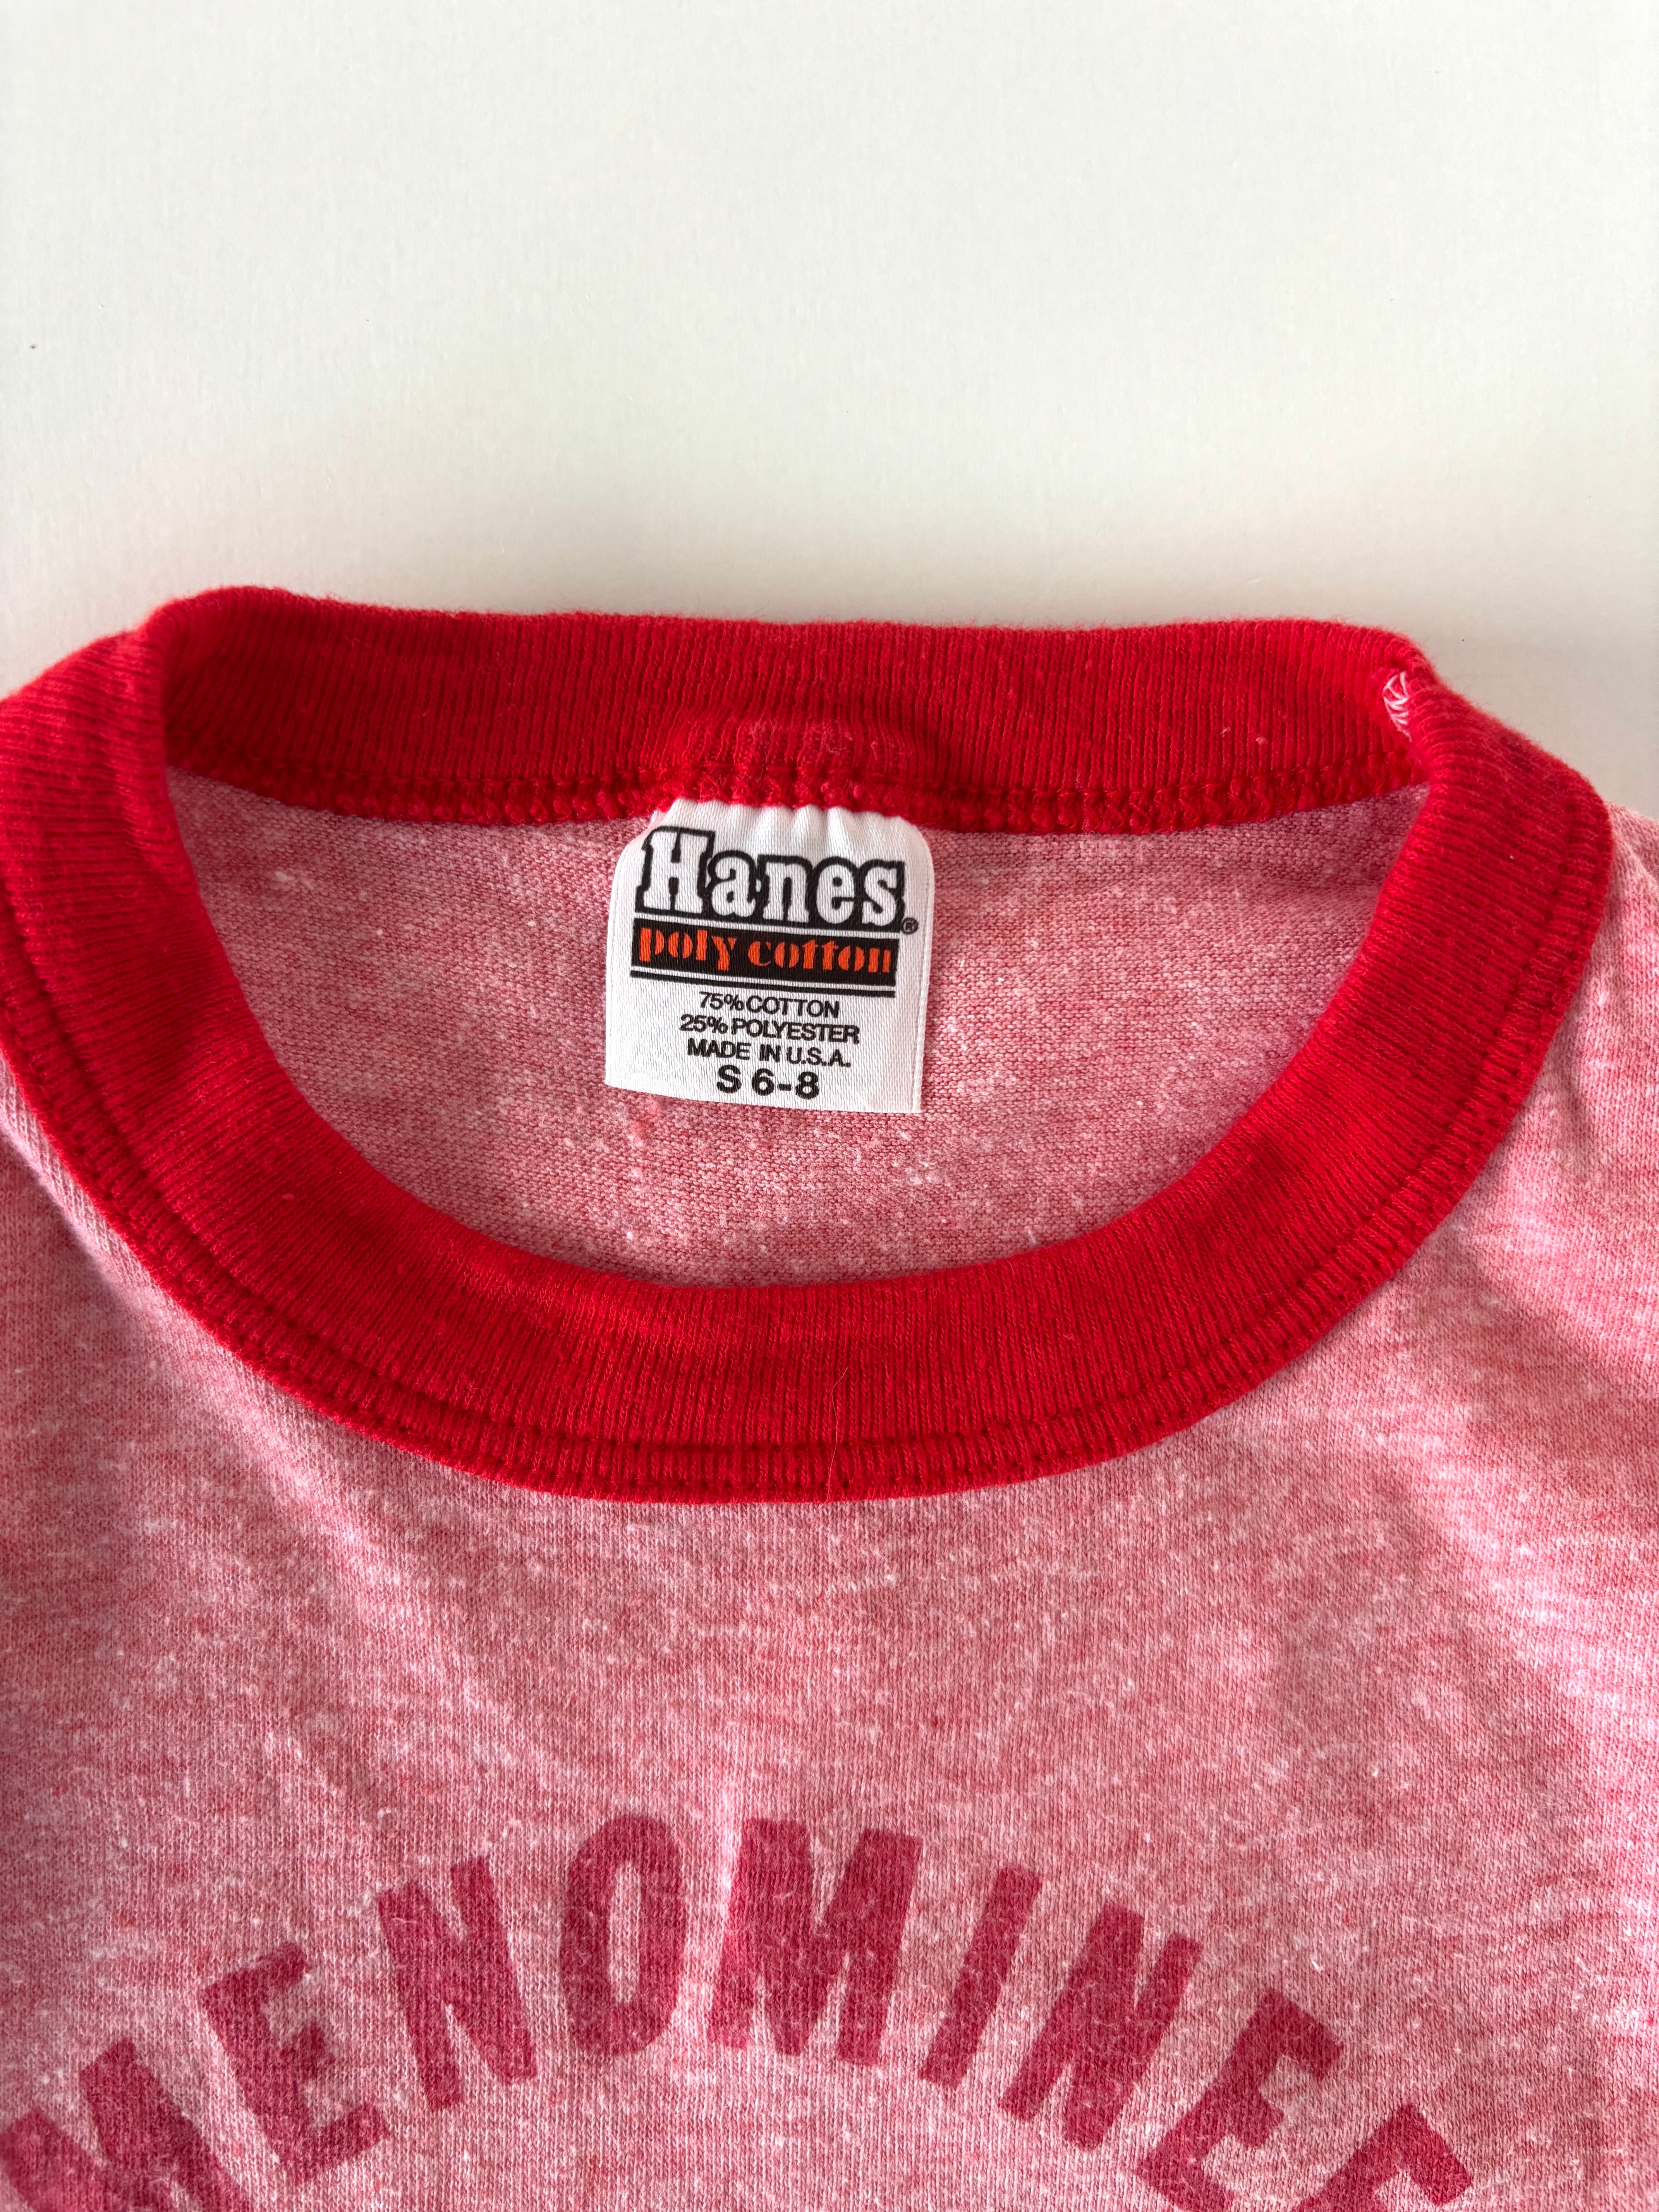 Hanes®
poly cotton
75% COTTON
25% POLYESTER
MADE IN U.S.A.
S 6-8
MENOMINEE